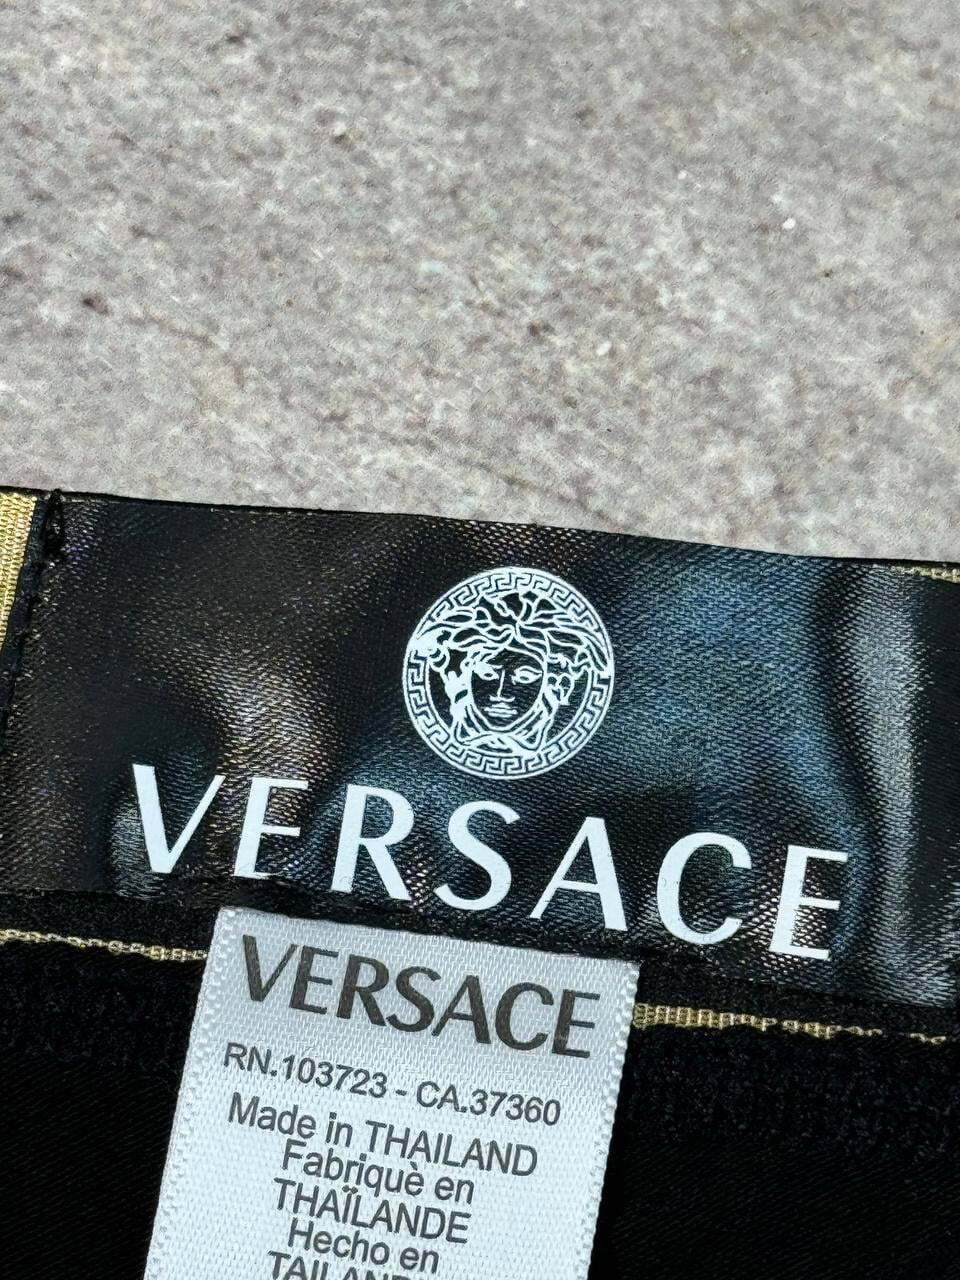 VERSACE
VERSACE
RN.103723 - CA.37360
Made in THAILAND
Fabriquè en
THAÏLANDE
Hecho en